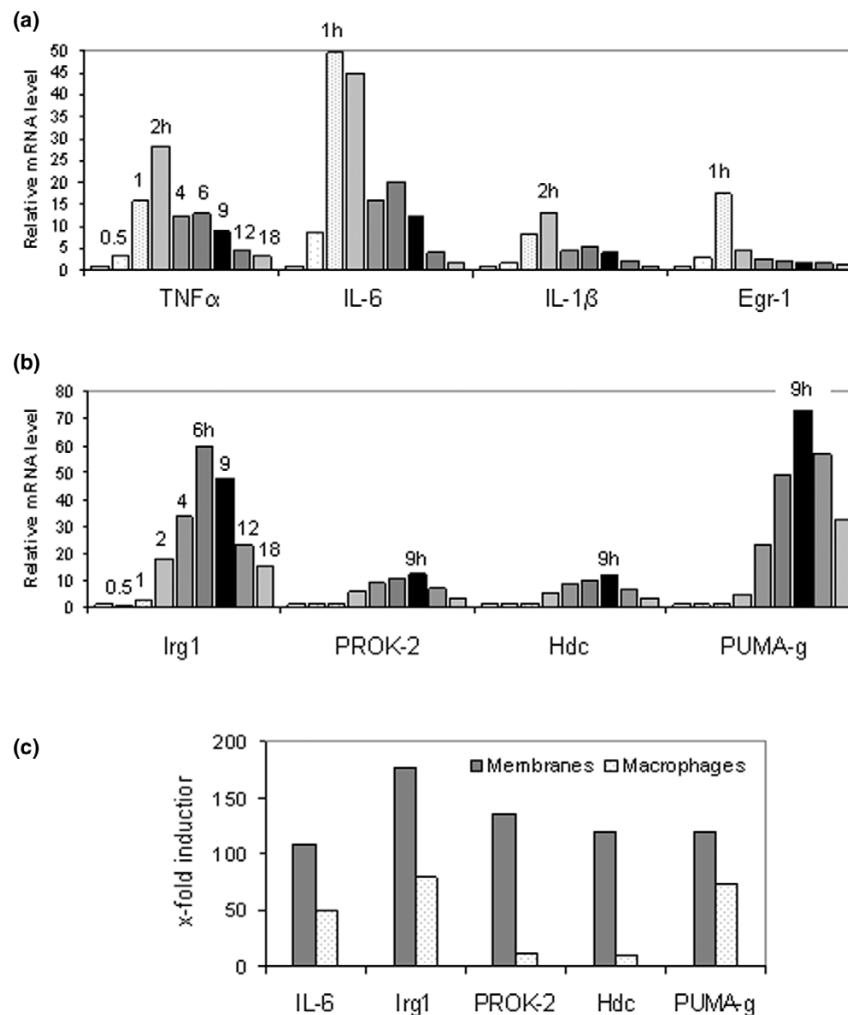 (a)
Relative mRNA level
50
45
40
35
30
25
20
15
10
5
0
0.5
1
2h
4
6
9
12
18
1h
2h
1h
TNFα
IL-6
IL-1β
Egr-1
(b)
Relative mRNA level
80
70
60
50
40
30
20
10
0
0.5
1
2
4
6h
9
12
18
9h
9h
9h
Irg1
PROK-2
Hdc
PUMA-g
(c)
x-fold induction
200
150
100
50
0
Membranes
Macrophages
IL-6
Irg1
PROK-2
Hdc
PUMA-g